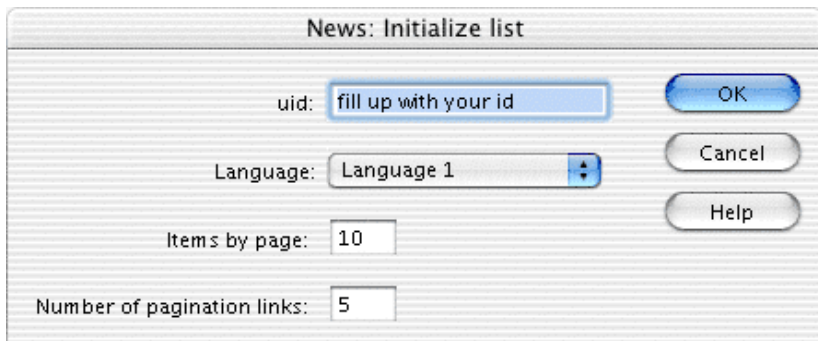 News: Initialize list
uid: fill up with your id
OK
Language: Language 1
Cancel
Help
Items by page: 10
Number of pagination links: 5